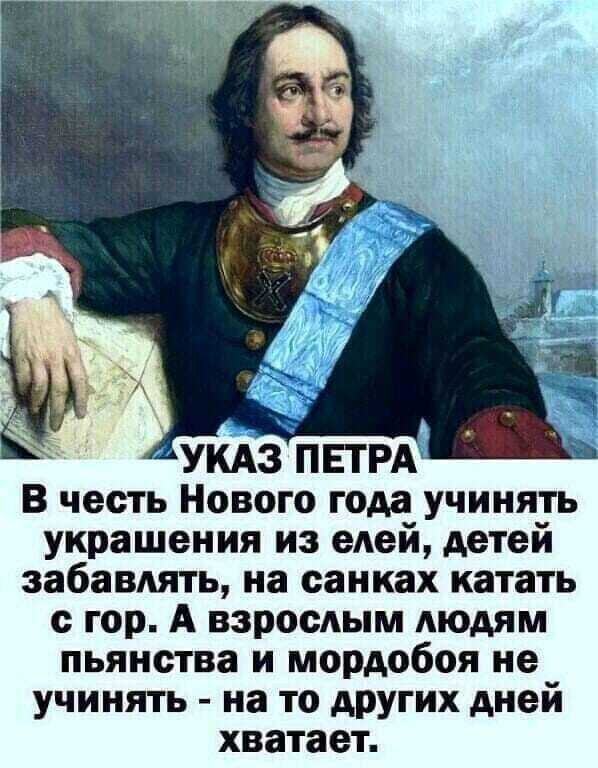 УКАЗ ПЕТРА
В честь Нового года учинять
украшения из елей, детей
забавлять, на санках катать
с гор. А взрослым людям
пьянства и мордобоя не
учинять - на то других дней
хватает.